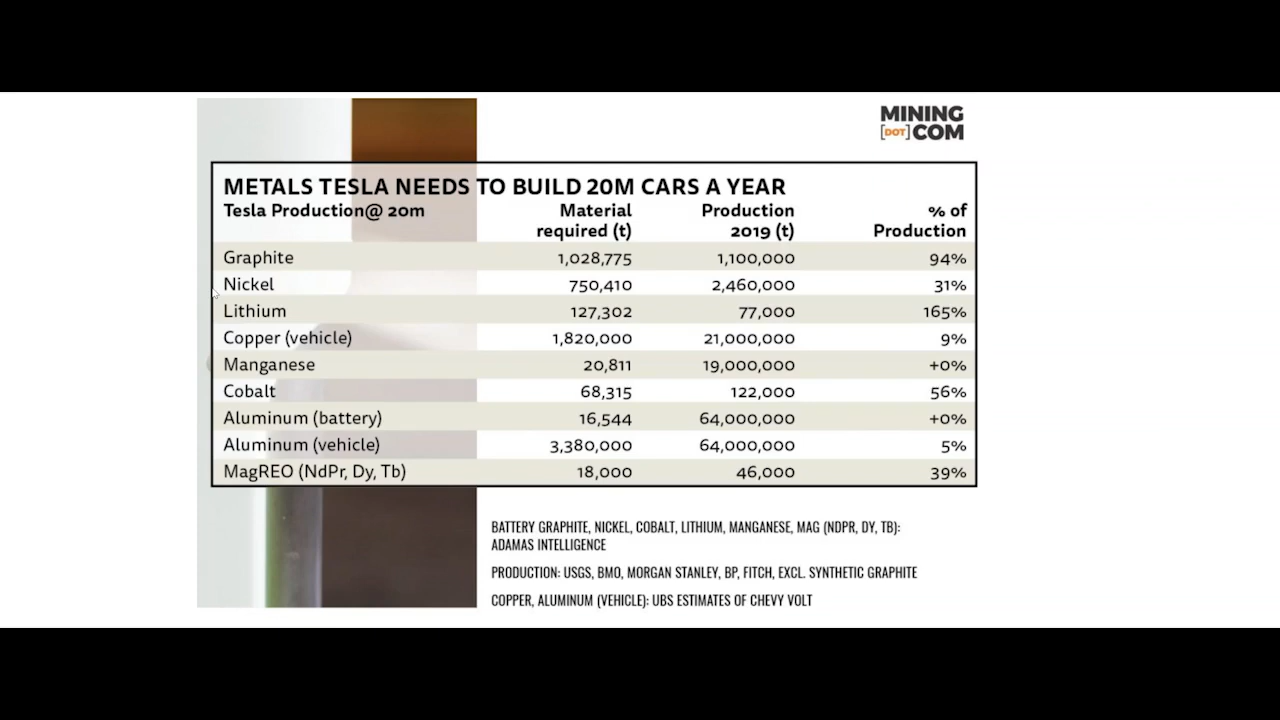 MINING
[DOT]COM
METALS TESLA NEEDS TO BUILD 20M CARS A YEAR
Tesla Production@ 20m Material required (t) Production 2019 (t) % of Production
Graphite 1,028,775 1,100,000 94%
Nickel 750,410 2,460,000 31%
Lithium 127,302 77,000 165%
Copper (vehicle) 1,820,000 21,000,000 9%
Manganese 20,811 19,000,000 +0%
Cobalt 68,315 122,000 56%
Aluminum (battery) 16,544 64,000,000 +0%
Aluminum (vehicle) 3,380,000 64,000,000 5%
MagREO (NdPr, Dy, Tb) 18,000 46,000 39%
BATTERY GRAPHITE, NICKEL, COBALT, LITHIUM, MANGANESE, MAG (NDPR, DY, TB):
ADAMAS INTELLIGENCE
PRODUCTION: USGS, BMO, MORGAN STANLEY, BP, FITCH, EXCL. SYNTHETIC GRAPHITE
COPPER, ALUMINUM (VEHICLE): UBS ESTIMATES OF CHEVY VOLT